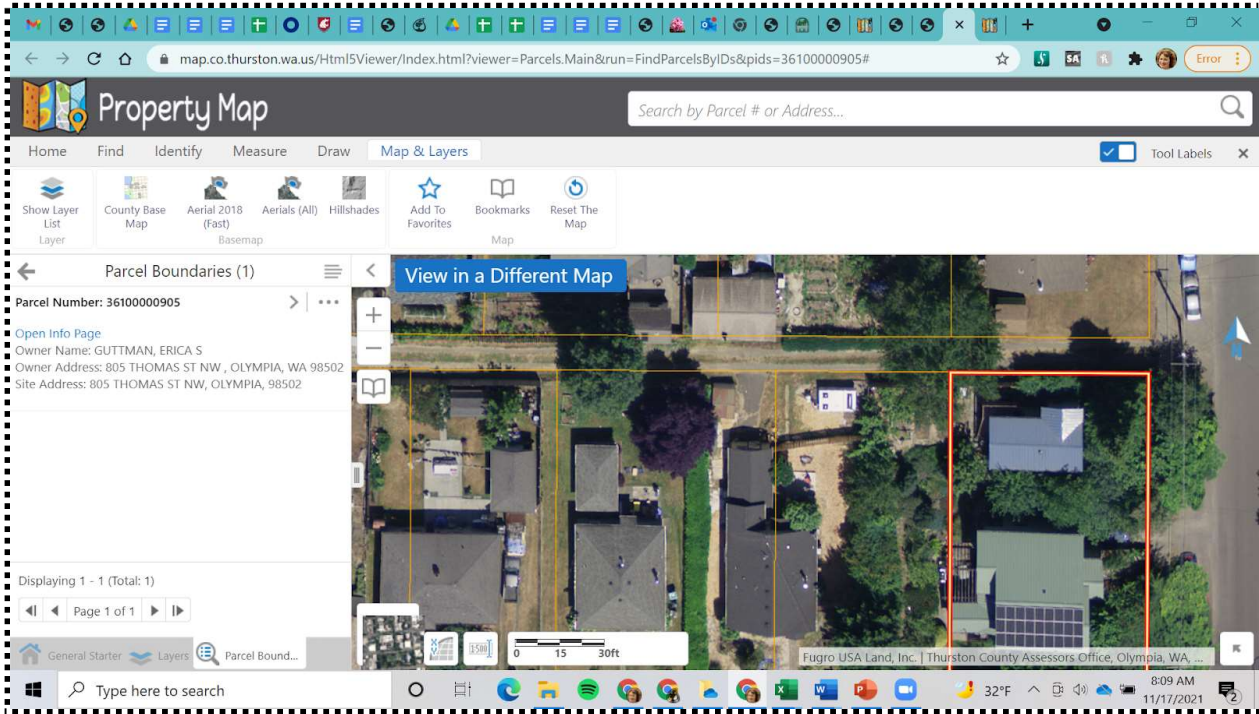 map.co.thurston.wa.us/Html5Viewer/Index.html?viewer=Parcels.Main&run=FindParcelsByIDs&pids=36100000905#
Error
Property Map
Search by Parcel # or Address...
Home Find Identify Measure Draw Map & Layers
Tool Labels
Show Layer List
County Base Map
Aerial 2018 (Fast)
Aerials (All)
Hillshades
Add To Favorites
Bookmarks
Reset The Map
Layer
Basemap
Map
Parcel Boundaries (1)
View in a Different Map
Parcel Number: 36100000905
Open Info Page
Owner Name: GUTTMAN, ERICA S
Owner Address: 805 THOMAS ST NW , OLYMPIA, WA 98502
Site Address: 805 THOMAS ST NW, OLYMPIA, 98502
N
Displaying 1 - 1 (Total: 1)
Page 1 of 1
General Starter Layers Parcel Bound...
1:500
0 15 30ft
Fugro USA Land, Inc. | Thurston County Assessors Office, Olympia, WA, ...
Type here to search
32°F
8:09 AM
11/17/2021
2